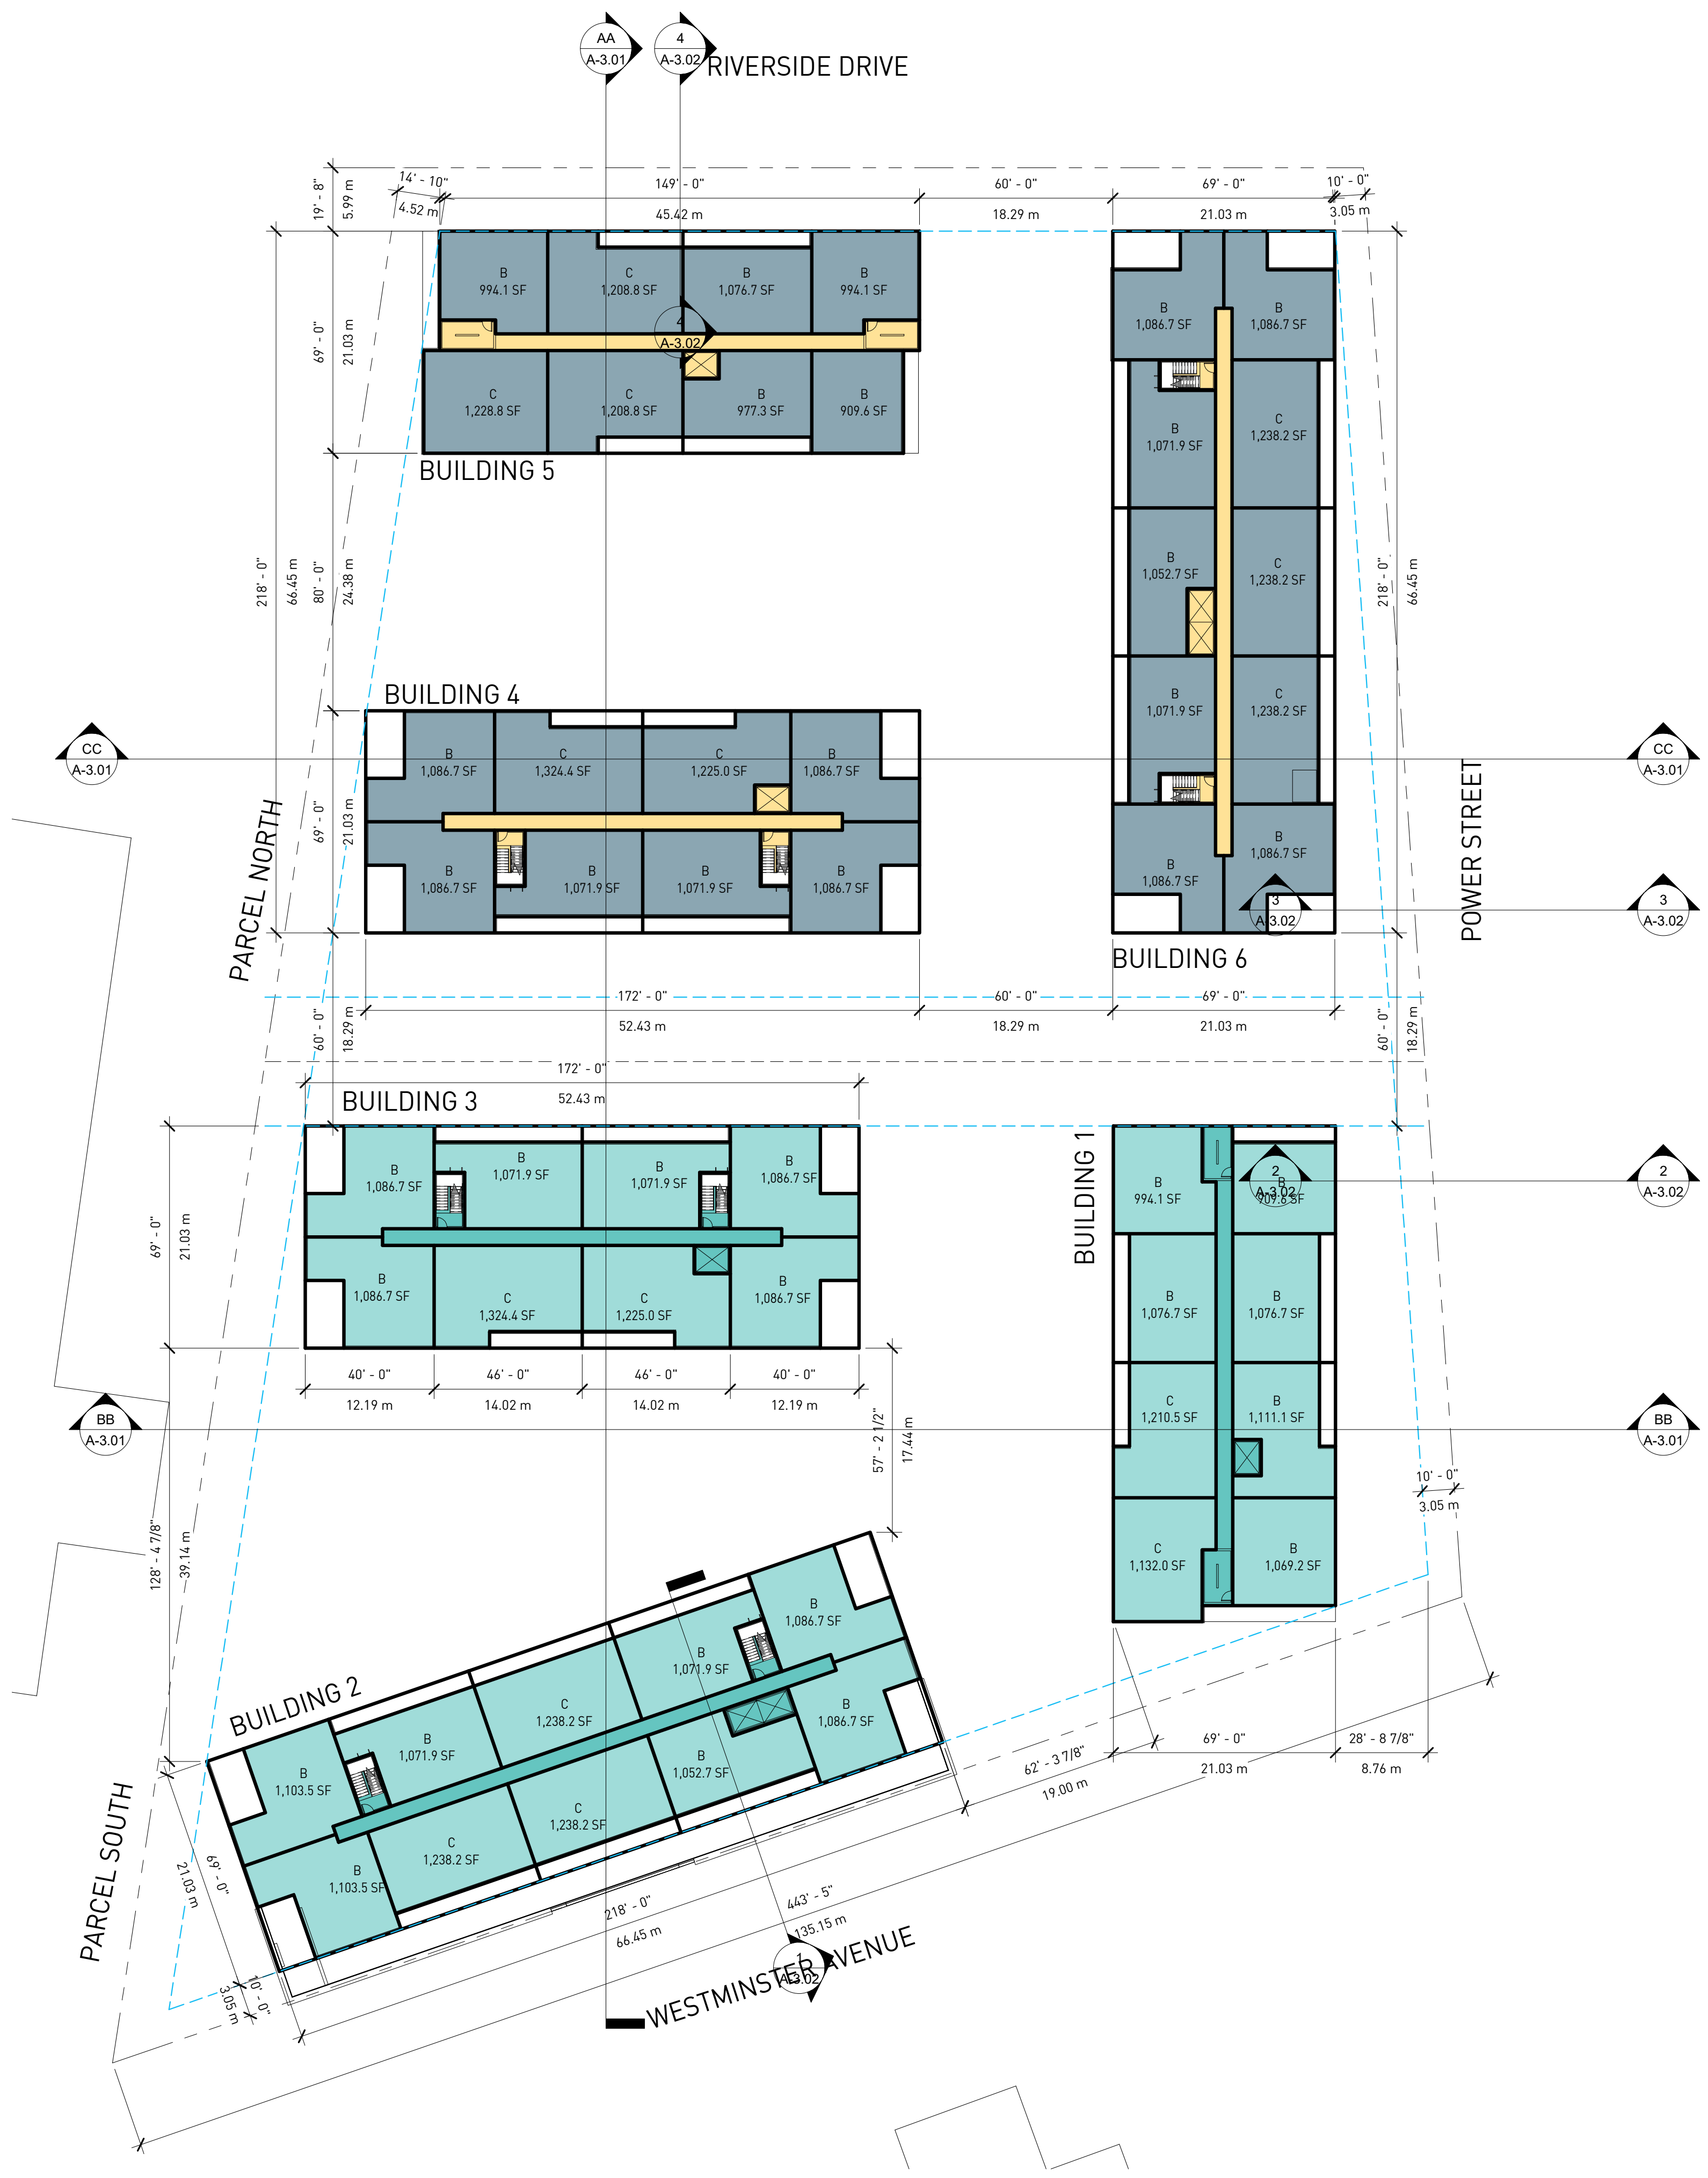 AA
A-3.01
4
A-3.02
RIVERSIDE DRIVE
19' - 8"
5.99 m
14' - 10"
4.52 m
149' - 0"
45.42 m
60' - 0"
18.29 m
69' - 0"
21.03 m
10' - 0"
3.05 m
B
994.1 SF
C
1,208.8 SF
B
1,076.7 SF
B
994.1 SF
4
A-3.02
C
1,228.8 SF
C
1,208.8 SF
B
977.3 SF
B
909.6 SF
69' - 0"
21.03 m
BUILDING 5
218' - 0"
66.45 m
80' - 0"
24.38 m
B
1,086.7 SF
B
1,086.7 SF
B
1,071.9 SF
C
1,238.2 SF
B
1,052.7 SF
C
1,238.2 SF
B
1,071.9 SF
C
1,238.2 SF
B
1,086.7 SF
B
1,086.7 SF
218' - 0"
66.45 m
BUILDING 4
CC
A-3.01
CC
A-3.01
B
1,086.7 SF
C
1,324.4 SF
C
1,225.0 SF
B
1,086.7 SF
B
1,086.7 SF
B
1,071.9 SF
B
1,071.9 SF
B
1,086.7 SF
69' - 0"
21.03 m
PARCEL NORTH
POWER STREET
3
A-3.02
3
A-3.02
BUILDING 6
172' - 0"
52.43 m
60' - 0"
18.29 m
69' - 0"
21.03 m
60' - 0"
18.29 m
60' - 0"
18.29 m
172' - 0"
52.43 m
BUILDING 3
BUILDING 1
B
1,086.7 SF
B
1,071.9 SF
B
1,071.9 SF
B
1,086.7 SF
B
1,086.7 SF
C
1,324.4 SF
C
1,225.0 SF
B
1,086.7 SF
69' - 0"
21.03 m
B
994.1 SF
2
A-3.02
B
909.6 SF
2
A-3.02
B
1,076.7 SF
B
1,076.7 SF
C
1,210.5 SF
B
1,111.1 SF
C
1,132.0 SF
B
1,069.2 SF
40' - 0"
12.19 m
46' - 0"
14.02 m
46' - 0"
14.02 m
40' - 0"
12.19 m
BB
A-3.01
BB
A-3.01
57' - 2 1/2"
17.44 m
10' - 0"
3.05 m
128' - 4 7/8"
39.14 m
BUILDING 2
B
1,086.7 SF
B
1,071.9 SF
C
1,238.2 SF
B
1,071.9 SF
B
1,103.5 SF
B
1,086.7 SF
B
1,052.7 SF
C
1,238.2 SF
C
1,238.2 SF
B
1,103.5 SF
PARCEL SOUTH
69' - 0"
21.03 m
10' - 0"
3.05 m
69' - 0"
21.03 m
28' - 8 7/8"
8.76 m
62' - 3 7/8"
19.00 m
218' - 0"
66.45 m
443' - 5"
135.15 m
1
A-3.02
WESTMINSTER AVENUE